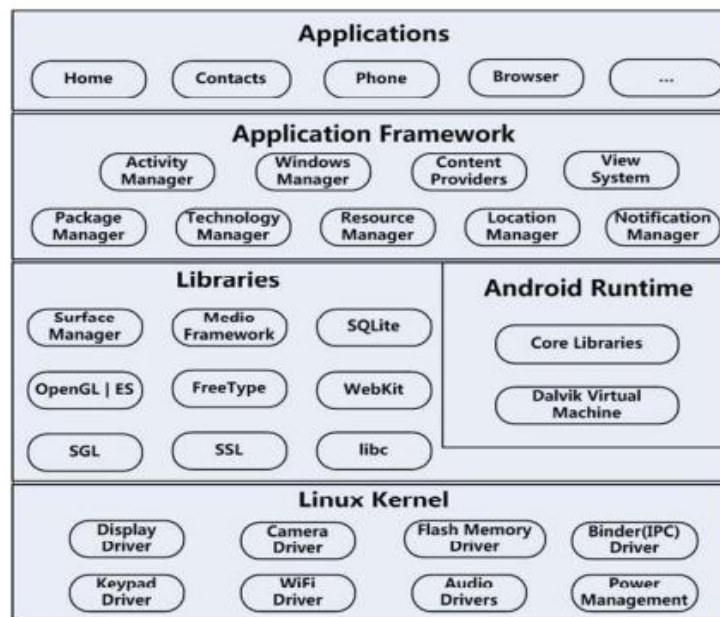 Applications
Home Contacts Phone Browser ...
Application Framework
Activity Manager Windows Manager Content Providers View System
Package Manager Technology Manager Resource Manager Location Manager Notification Manager
Libraries
Surface Manager Medio Framework SQLite
OpenGL | ES FreeType WebKit
SGL SSL libc
Android Runtime
Core Libraries
Dalvik Virtual Machine
Linux Kernel
Display Driver Camera Driver Flash Memory Driver Binder(IPC) Driver
Keypad Driver WiFi Driver Audio Drivers Power Management